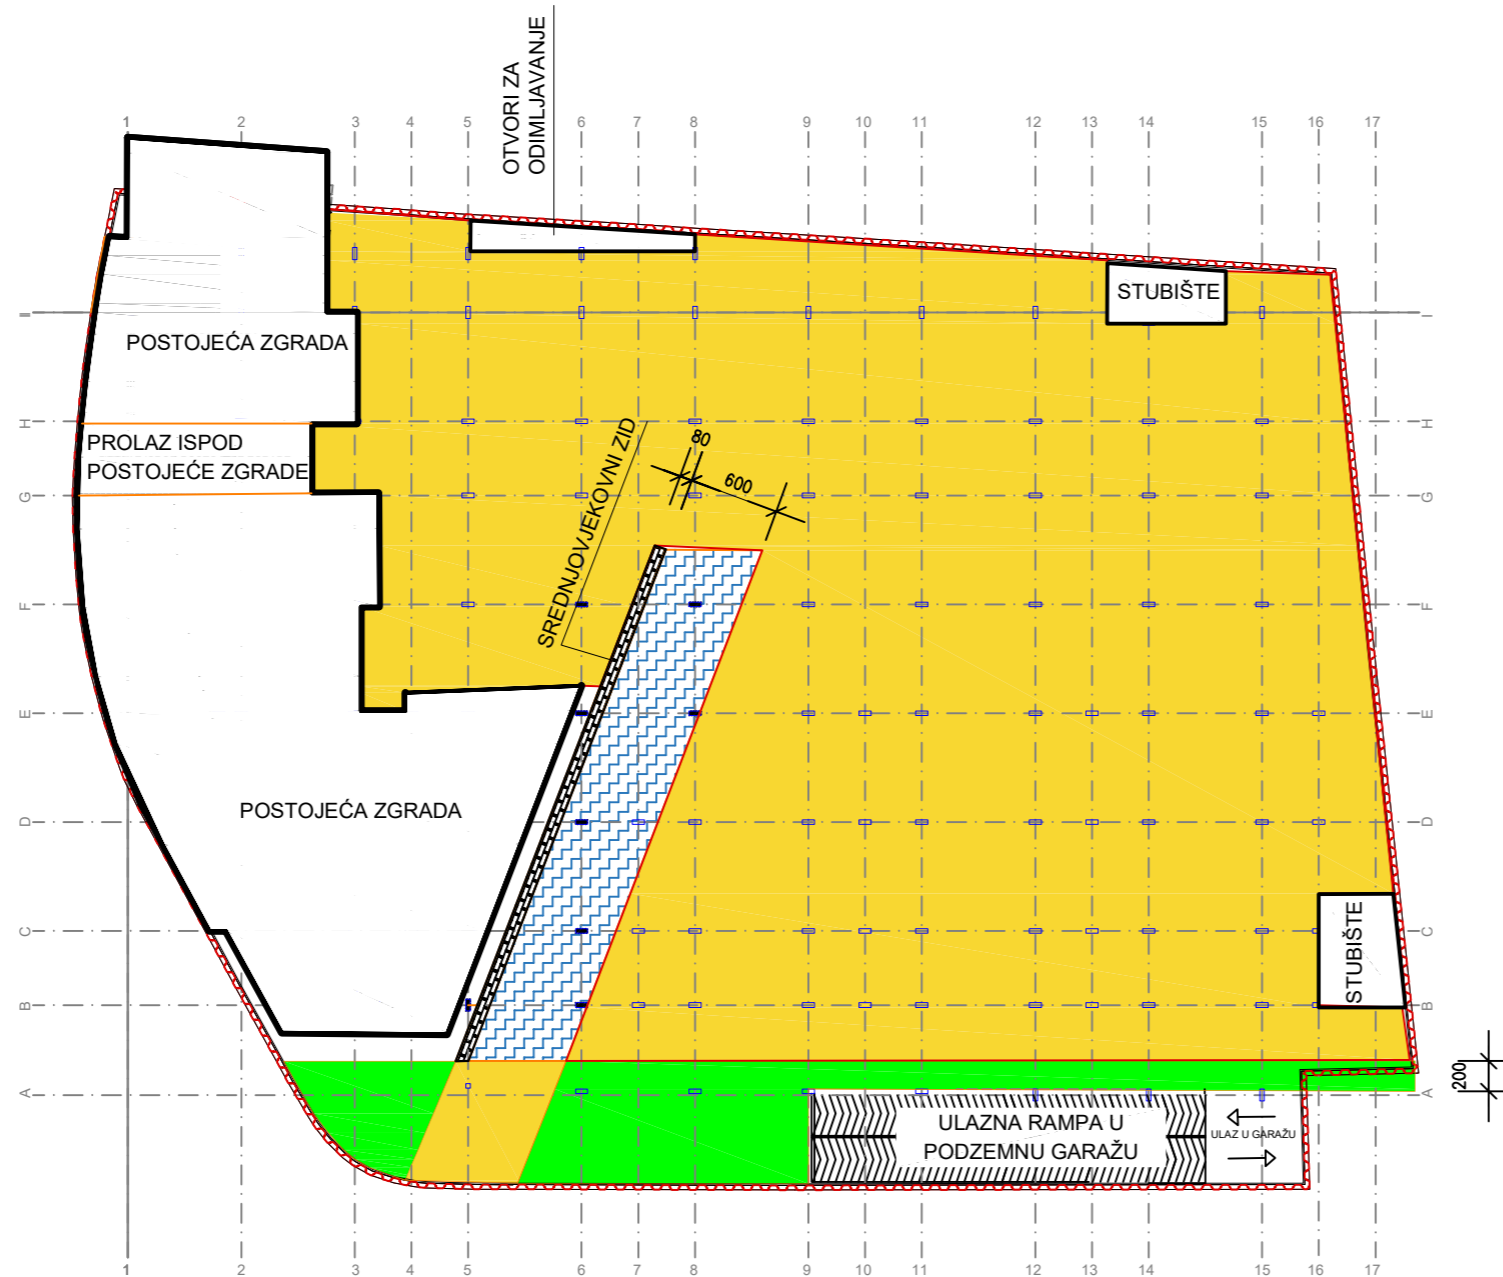 OTVORI ZA
ODIMLJAVANJE
1 2 3 4 5 6 7 8 9 10 11 12 13 14 15 16 17
STUBIŠTE
I I
POSTOJEĆA ZGRADA
H H
PROLAZ ISPOD
POSTOJEĆE ZGRADE
SREDNJOVJEKOVNI ZID
80
600
G G
F F
E E
POSTOJEĆA ZGRADA
D D
STUBIŠTE
C C
B B
200
A A
ULAZNA RAMPA U
PODZEMNU GARAŽU
ULAZ U GARAŽU
1 2 3 4 5 6 7 8 9 10 11 12 13 14 15 16 17